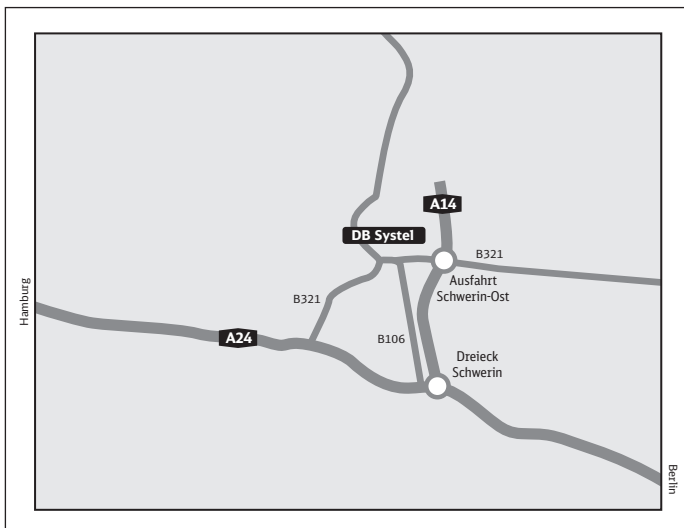 A14
DB Systel
B321
Ausfahrt
Schwerin-Ost
Hamburg
B321
A24
B106
Dreieck
Schwerin
Berlin